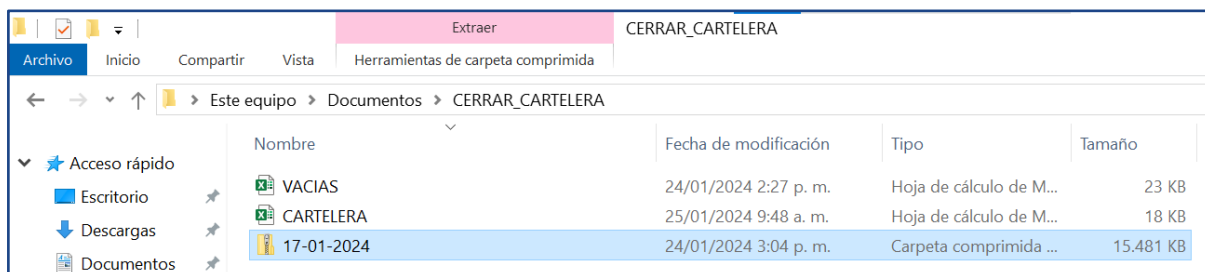 Extraer CERRAR_CARTELERA
Archivo Inicio Compartir Vista Herramientas de carpeta comprimida
Este equipo > Documentos > CERRAR_CARTELERA
Nombre Fecha de modificación Tipo Tamaño
Acceso rápido
VACIAS 24/01/2024 2:27 p. m. Hoja de cálculo de M... 23 KB
Escritorio
CARTELERA 25/01/2024 9:48 a. m. Hoja de cálculo de M... 18 KB
Descargas
17-01-2024 24/01/2024 3:04 p. m. Carpeta comprimida ... 15.481 KB
Documentos